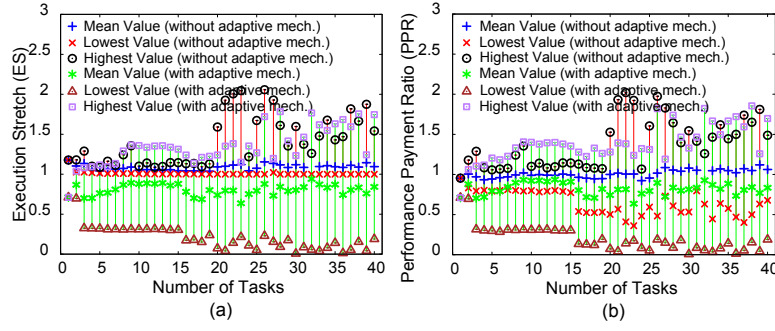 3
2.5
2
1.5
1
0.5
0
0 5 10 15 20 25 30 35 40
Execution Stretch (ES)
Number of Tasks
Mean Value (without adaptive mech.)
Lowest Value (without adaptive mech.)
Highest Value (without adaptive mech.)
Mean Value (with adaptive mech.)
Lowest Value (with adaptive mech.)
Highest Value (with adaptive mech.)
(a)
3
2.5
2
1.5
1
0.5
0
0 5 10 15 20 25 30 35 40
Performance Payment Ratio (PPR)
Number of Tasks
Mean Value (without adaptive mech.)
Lowest Value (without adaptive mech.)
Highest Value (without adaptive mech.)
Mean Value (with adaptive mech.)
Lowest Value (with adaptive mech.)
Highest Value (with adaptive mech.)
(b)